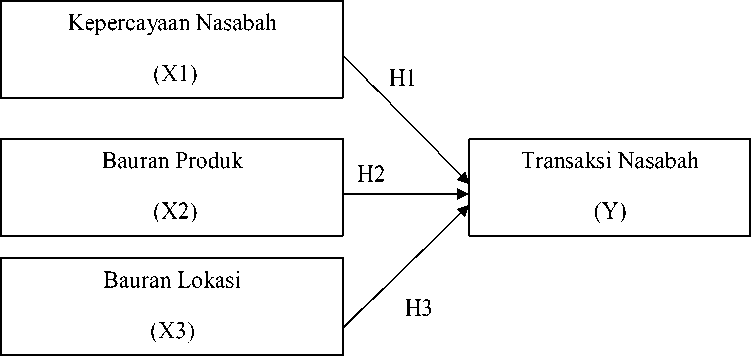 Kepercayaan Nasabah
(X1)
H1
Bauran Produk
(X2)
H2
Transaksi Nasabah
(Y)
Bauran Lokasi
(X3)
H3